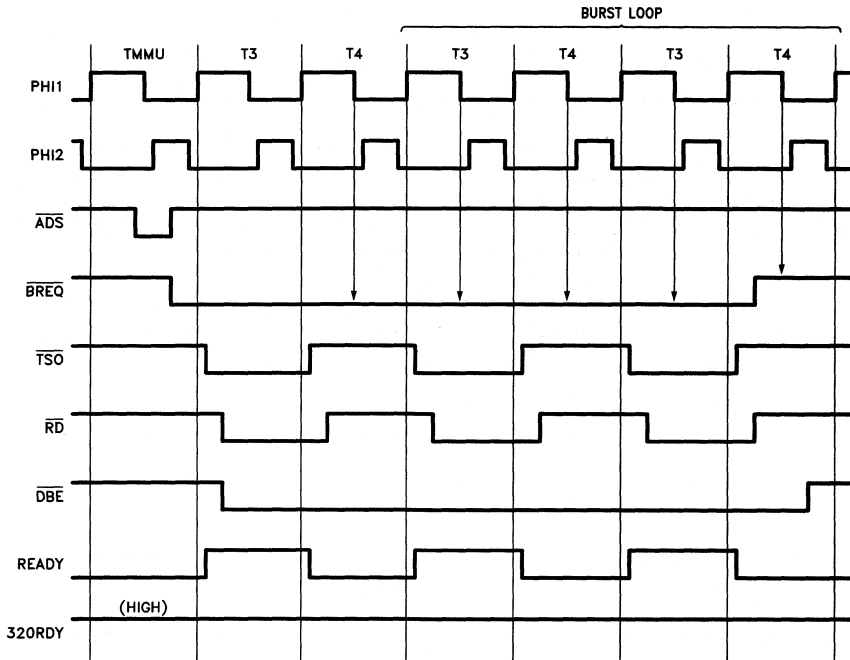 BURST LOOP
TMMU T3 T4 T3 T4 T3 T4
PHI1
PHI2
ADS
BREQ
TSO
RD
DBE
READY
(HIGH)
320RDY